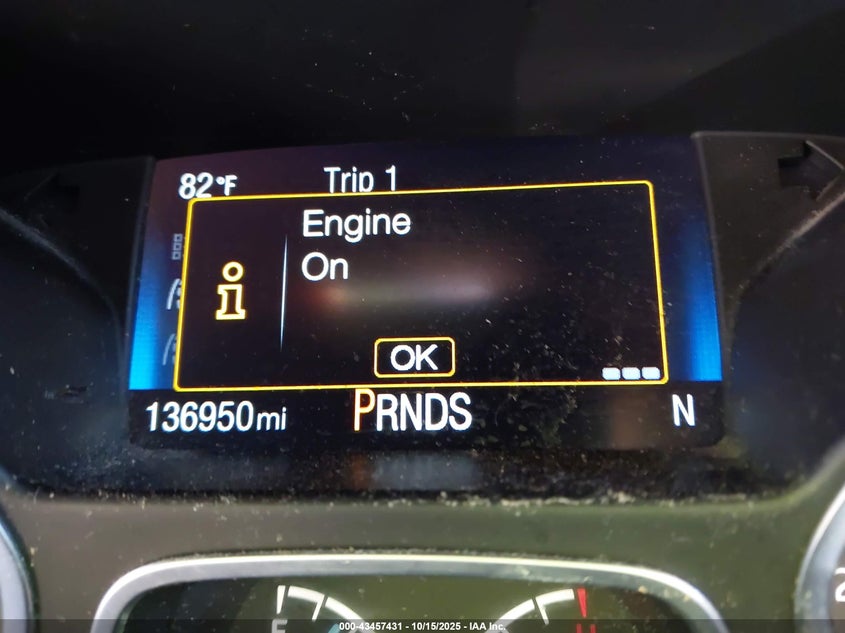 82°F Trip 1
Engine
On
OK
136950mi PRNDS N
000-43457431 - 10/15/2025 - IAA Inc.